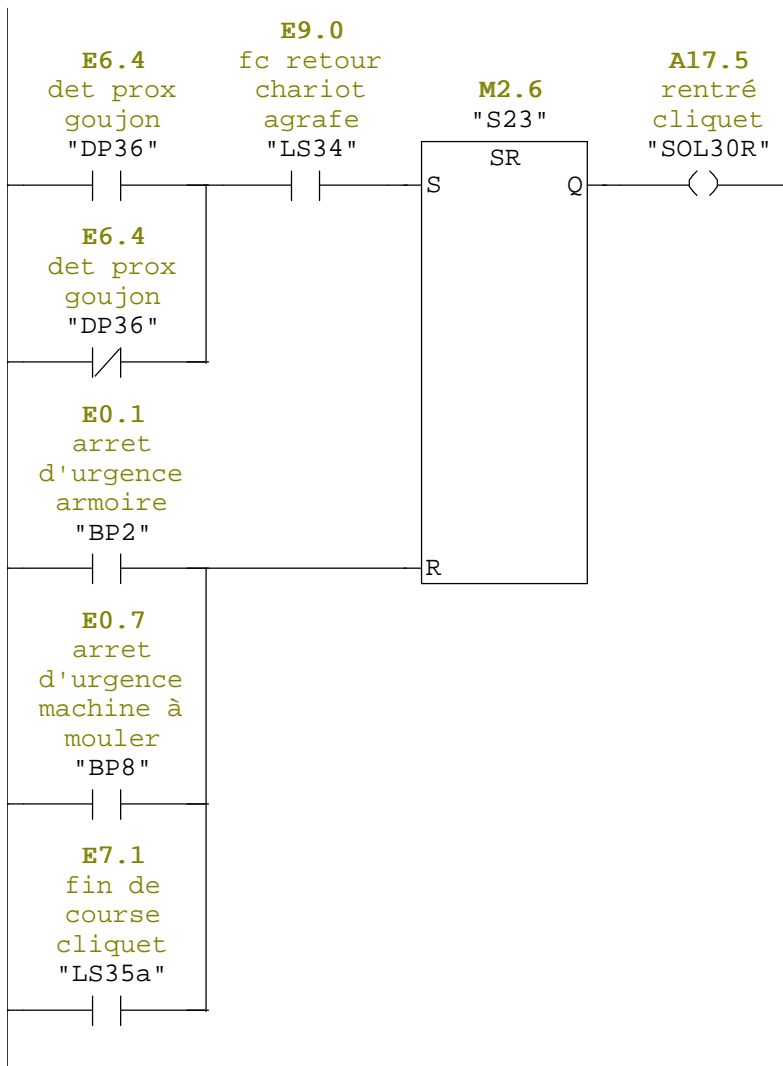 E6.4
det prox
goujon
"DP36"
E9.0
fc retour
chariot
agrafe
"LS34"
M2.6
"S23"
SR
S
Q
A17.5
rentré
cliquet
"SOL30R"
E6.4
det prox
goujon
"DP36"
E0.1
arret
d'urgence
armoire
"BP2"
R
E0.7
arret
d'urgence
machine à
mouler
"BP8"
E7.1
fin de
course
cliquet
"LS35a"